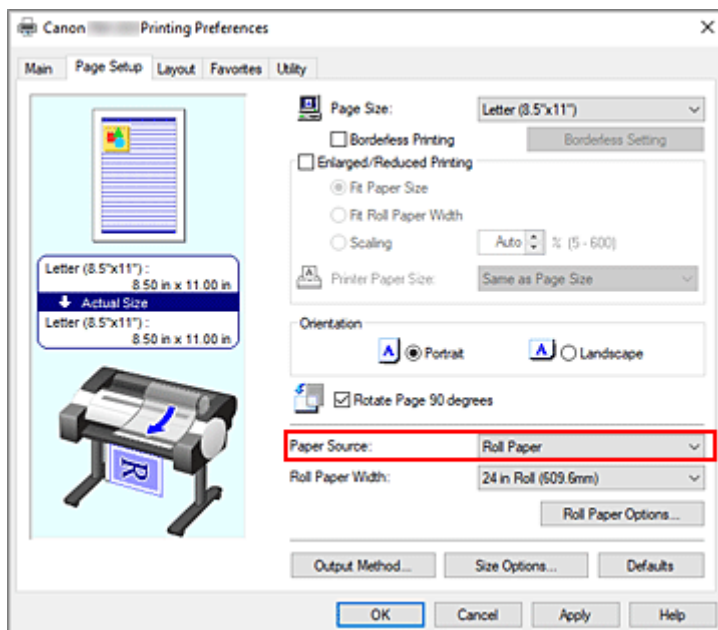 Canon Printing Preferences
Main Page Setup Layout Favorites Utility
Page Size: Letter (8.5"x11")
Borderless Printing Borderless Setting
Enlarged/Reduced Printing
Fit Paper Size
Fit Roll Paper Width
Scaling Auto % (5 - 600)
Printer Paper Size: Same as Page Size
Letter (8.5"x11") :
8.50 in x 11.00 in
Actual Size
Letter (8.5"x11") :
8.50 in x 11.00 in
Orientation
A Portrait A Landscape
Rotate Page 90 degrees
Paper Source: Roll Paper
Roll Paper Width: 24 in Roll (609.6mm)
Roll Paper Options...
R
Output Method... Size Options... Defaults
OK Cancel Apply Help